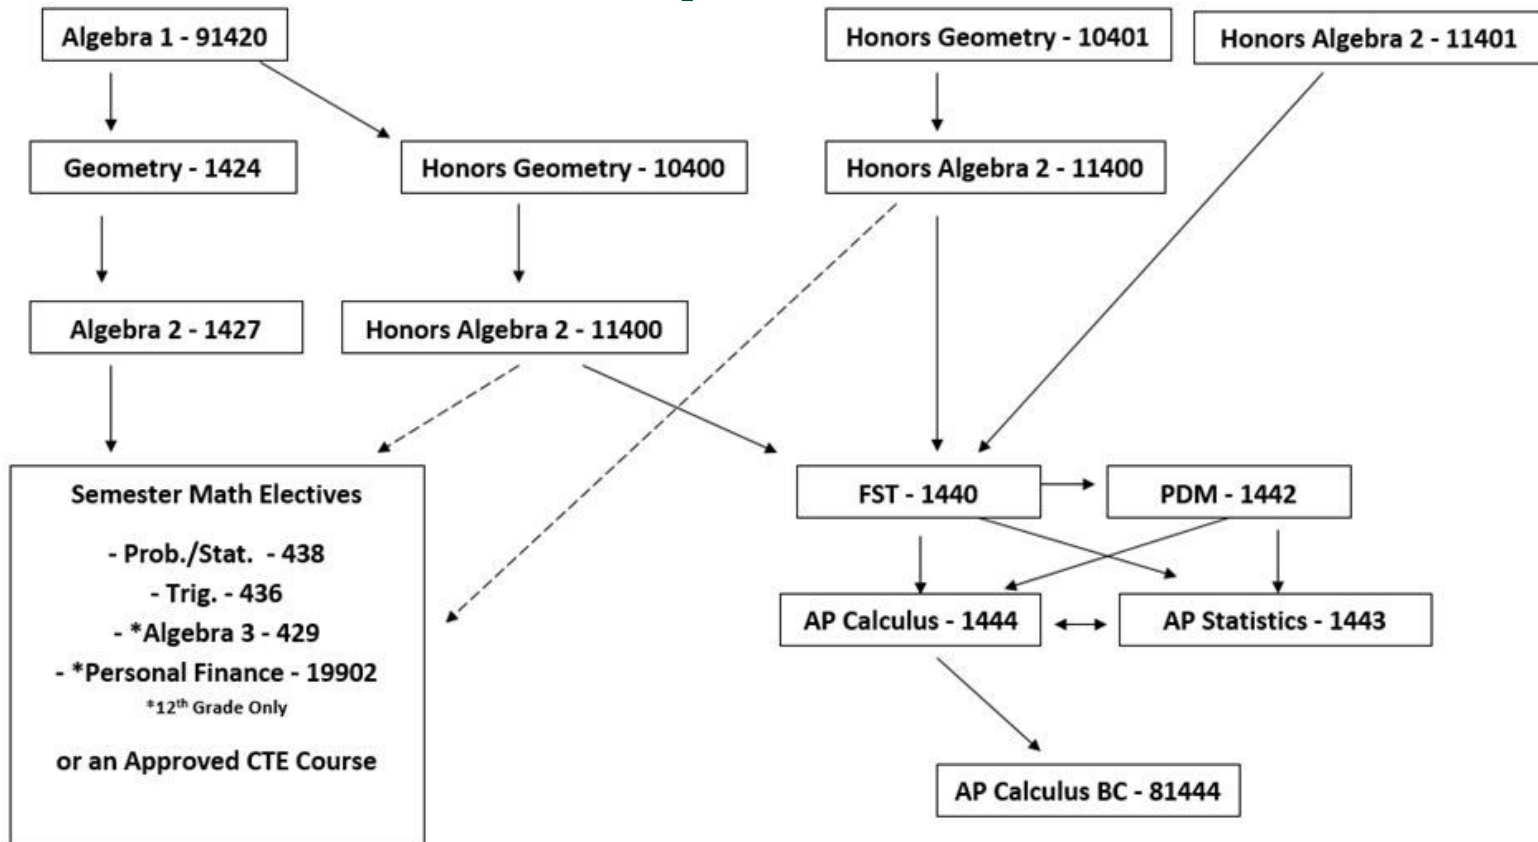 Algebra 1 - 91420
Honors Geometry - 10401
Honors Algebra 2 - 11401
Geometry - 1424
Honors Geometry - 10400
Honors Algebra 2 - 11400
Algebra 2 - 1427
Honors Algebra 2 - 11400
Semester Math Electives
- Prob./Stat. - 438
- Trig. - 436
- *Algebra 3 - 429
- *Personal Finance - 19902
*12th Grade Only
or an Approved CTE Course
FST - 1440
PDM - 1442
AP Calculus - 1444
AP Statistics - 1443
AP Calculus BC - 81444